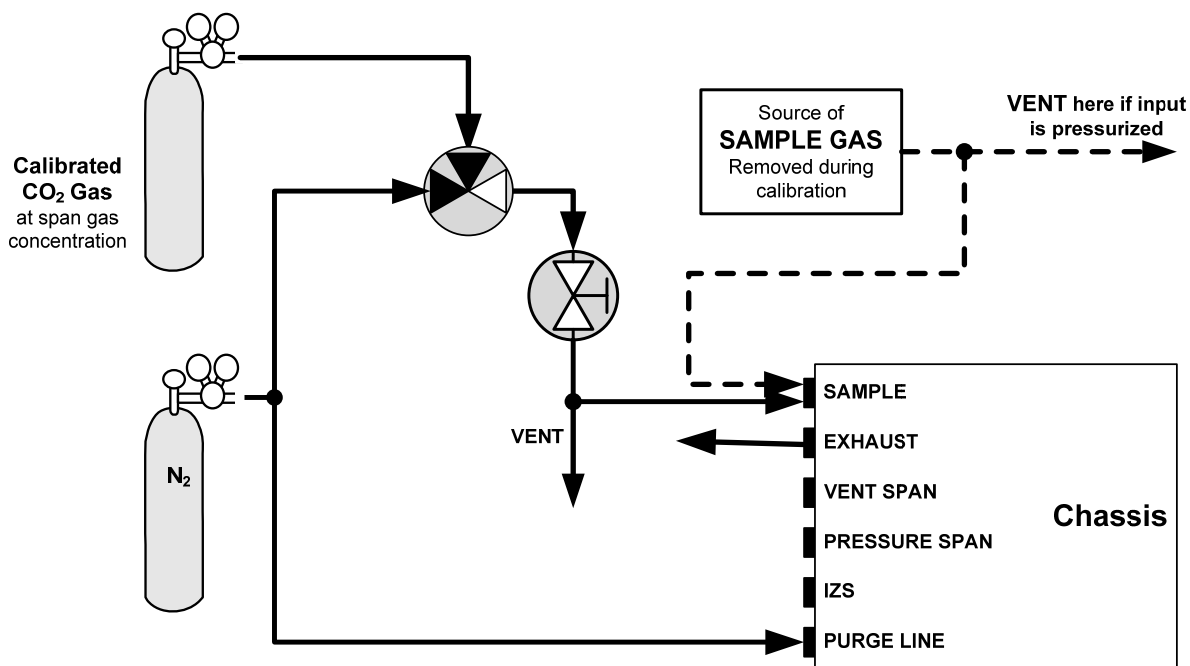 Calibrated
CO₂ Gas
at span gas
concentration
N₂
Source of
SAMPLE GAS
Removed during
calibration
VENT here if input
is pressurized
VENT
SAMPLE
EXHAUST
VENT SPAN
PRESSURE SPAN
IZS
PURGE LINE
Chassis